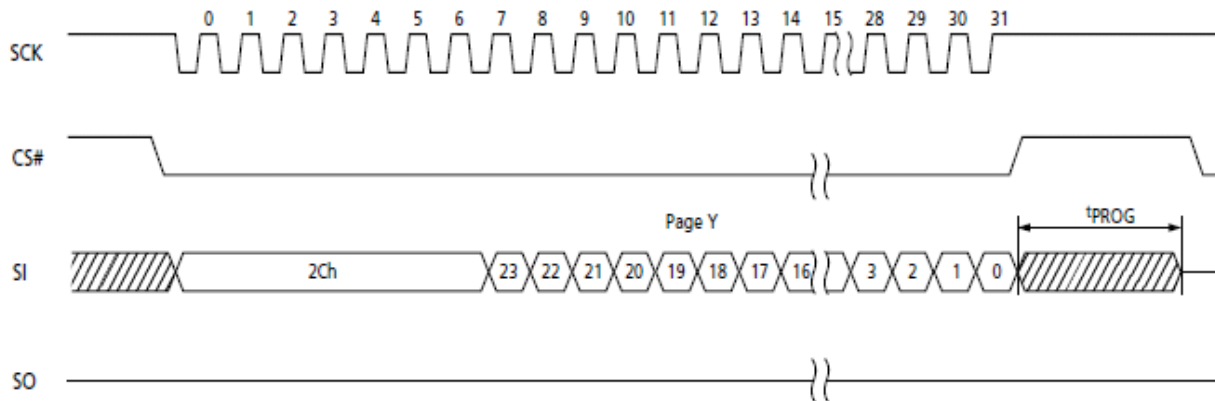 0 1 2 3 4 5 6 7 8 9 10 11 12 13 14 15 28 29 30 31
SCK
CS#
Page Y
tPROG
SI
2Ch 23 22 21 20 19 18 17 16 3 2 1 0
SO